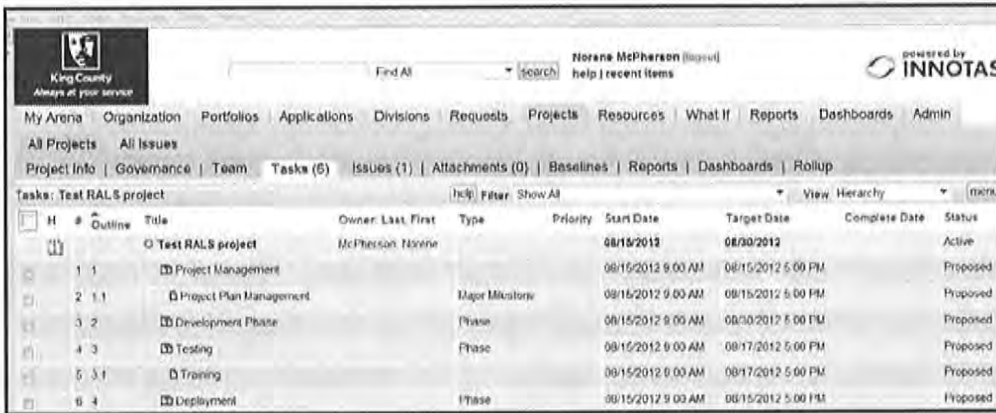 King County
Always at your service
Find All
search
Norene McPherson [logout]
help | recent items
powered by
INNOTAS
My Arena Organization Portfolios Applications Divisions Requests Projects Resources What If Reports Dashboards Admin
All Projects All Issues
Project Info | Governance | Team Tasks (6) Issues (1) | Attachments (0) | Baselines | Reports | Dashboards | Rollup
Tasks: Test RALS project help Filter Show All View Hierarchy menu
H # Outline Title Owner: Last, First Type Priority Start Date Target Date Complete Date Status
Test RALS project McPherson, Norene 08/15/2012 08/30/2012 Active
1 1 Project Management 08/15/2012 9:00 AM 08/15/2012 5:00 PM Proposed
2 1.1 Project Plan Management Major Milestone 08/15/2012 9:00 AM 08/15/2012 5:00 PM Proposed
3 2 Development Phase Phase 08/15/2012 9:00 AM 08/30/2012 5:00 PM Proposed
4 3 Testing Phase 08/15/2012 9:00 AM 08/17/2012 5:00 PM Proposed
5 3.1 Training 08/15/2012 9:00 AM 08/17/2012 5:00 PM Proposed
6 4 Deployment Phase 08/15/2012 9:00 AM 08/15/2012 5:00 PM Proposed